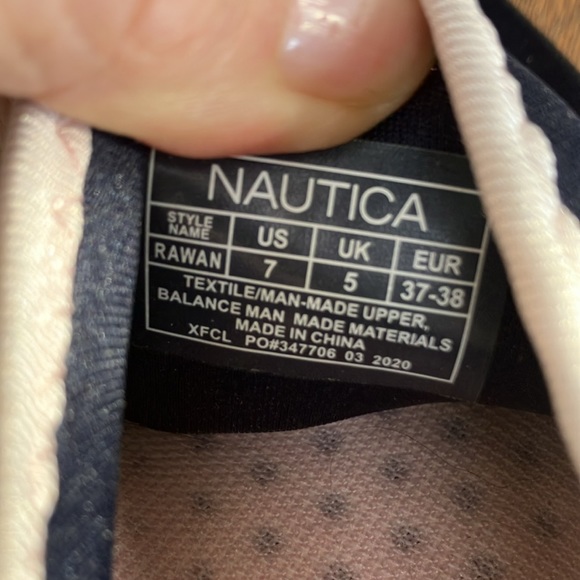 NAUTICA
STYLE NAME US UK EUR
RAWAN 7 5 37-38
TEXTILE/MAN-MADE UPPER,
BALANCE MAN MADE MATERIALS
MADE IN CHINA
XFCL PO#347706 03 2020